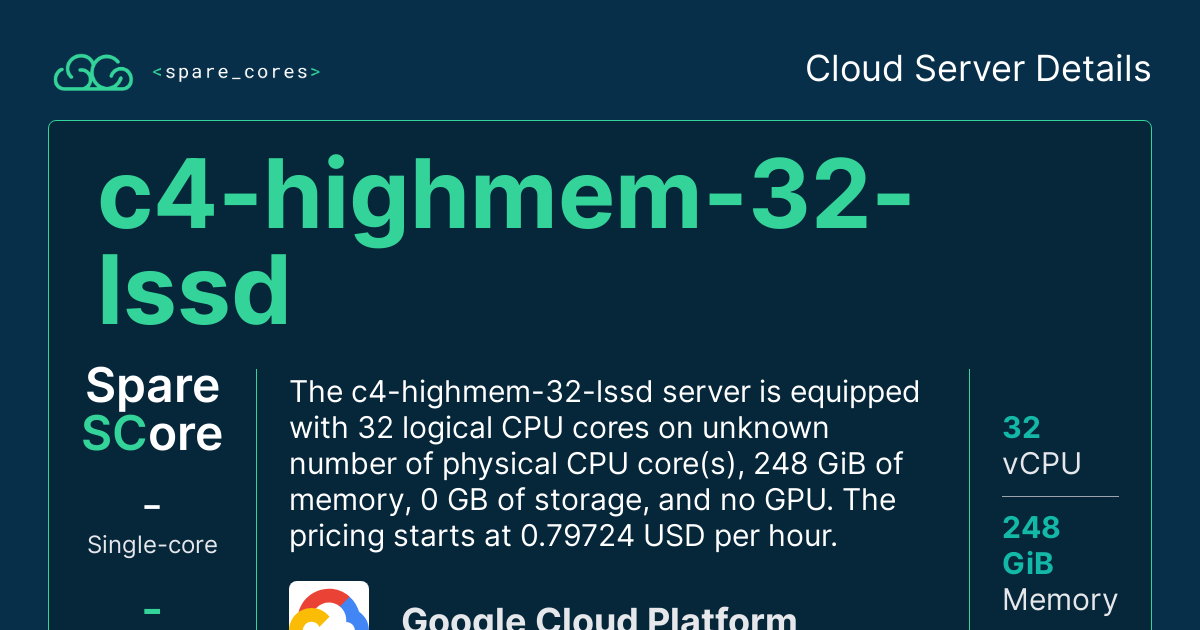 <spare_cores>
Cloud Server Details
c4-highmem-32-
lssd
Spare
SCore
–
Single-core
–
The c4-highmem-32-lssd server is equipped
with 32 logical CPU cores on unknown
number of physical CPU core(s), 248 GiB of
memory, 0 GB of storage, and no GPU. The
pricing starts at 0.79724 USD per hour.
Google Cloud Platform
32
vCPU
248
GiB
Memory